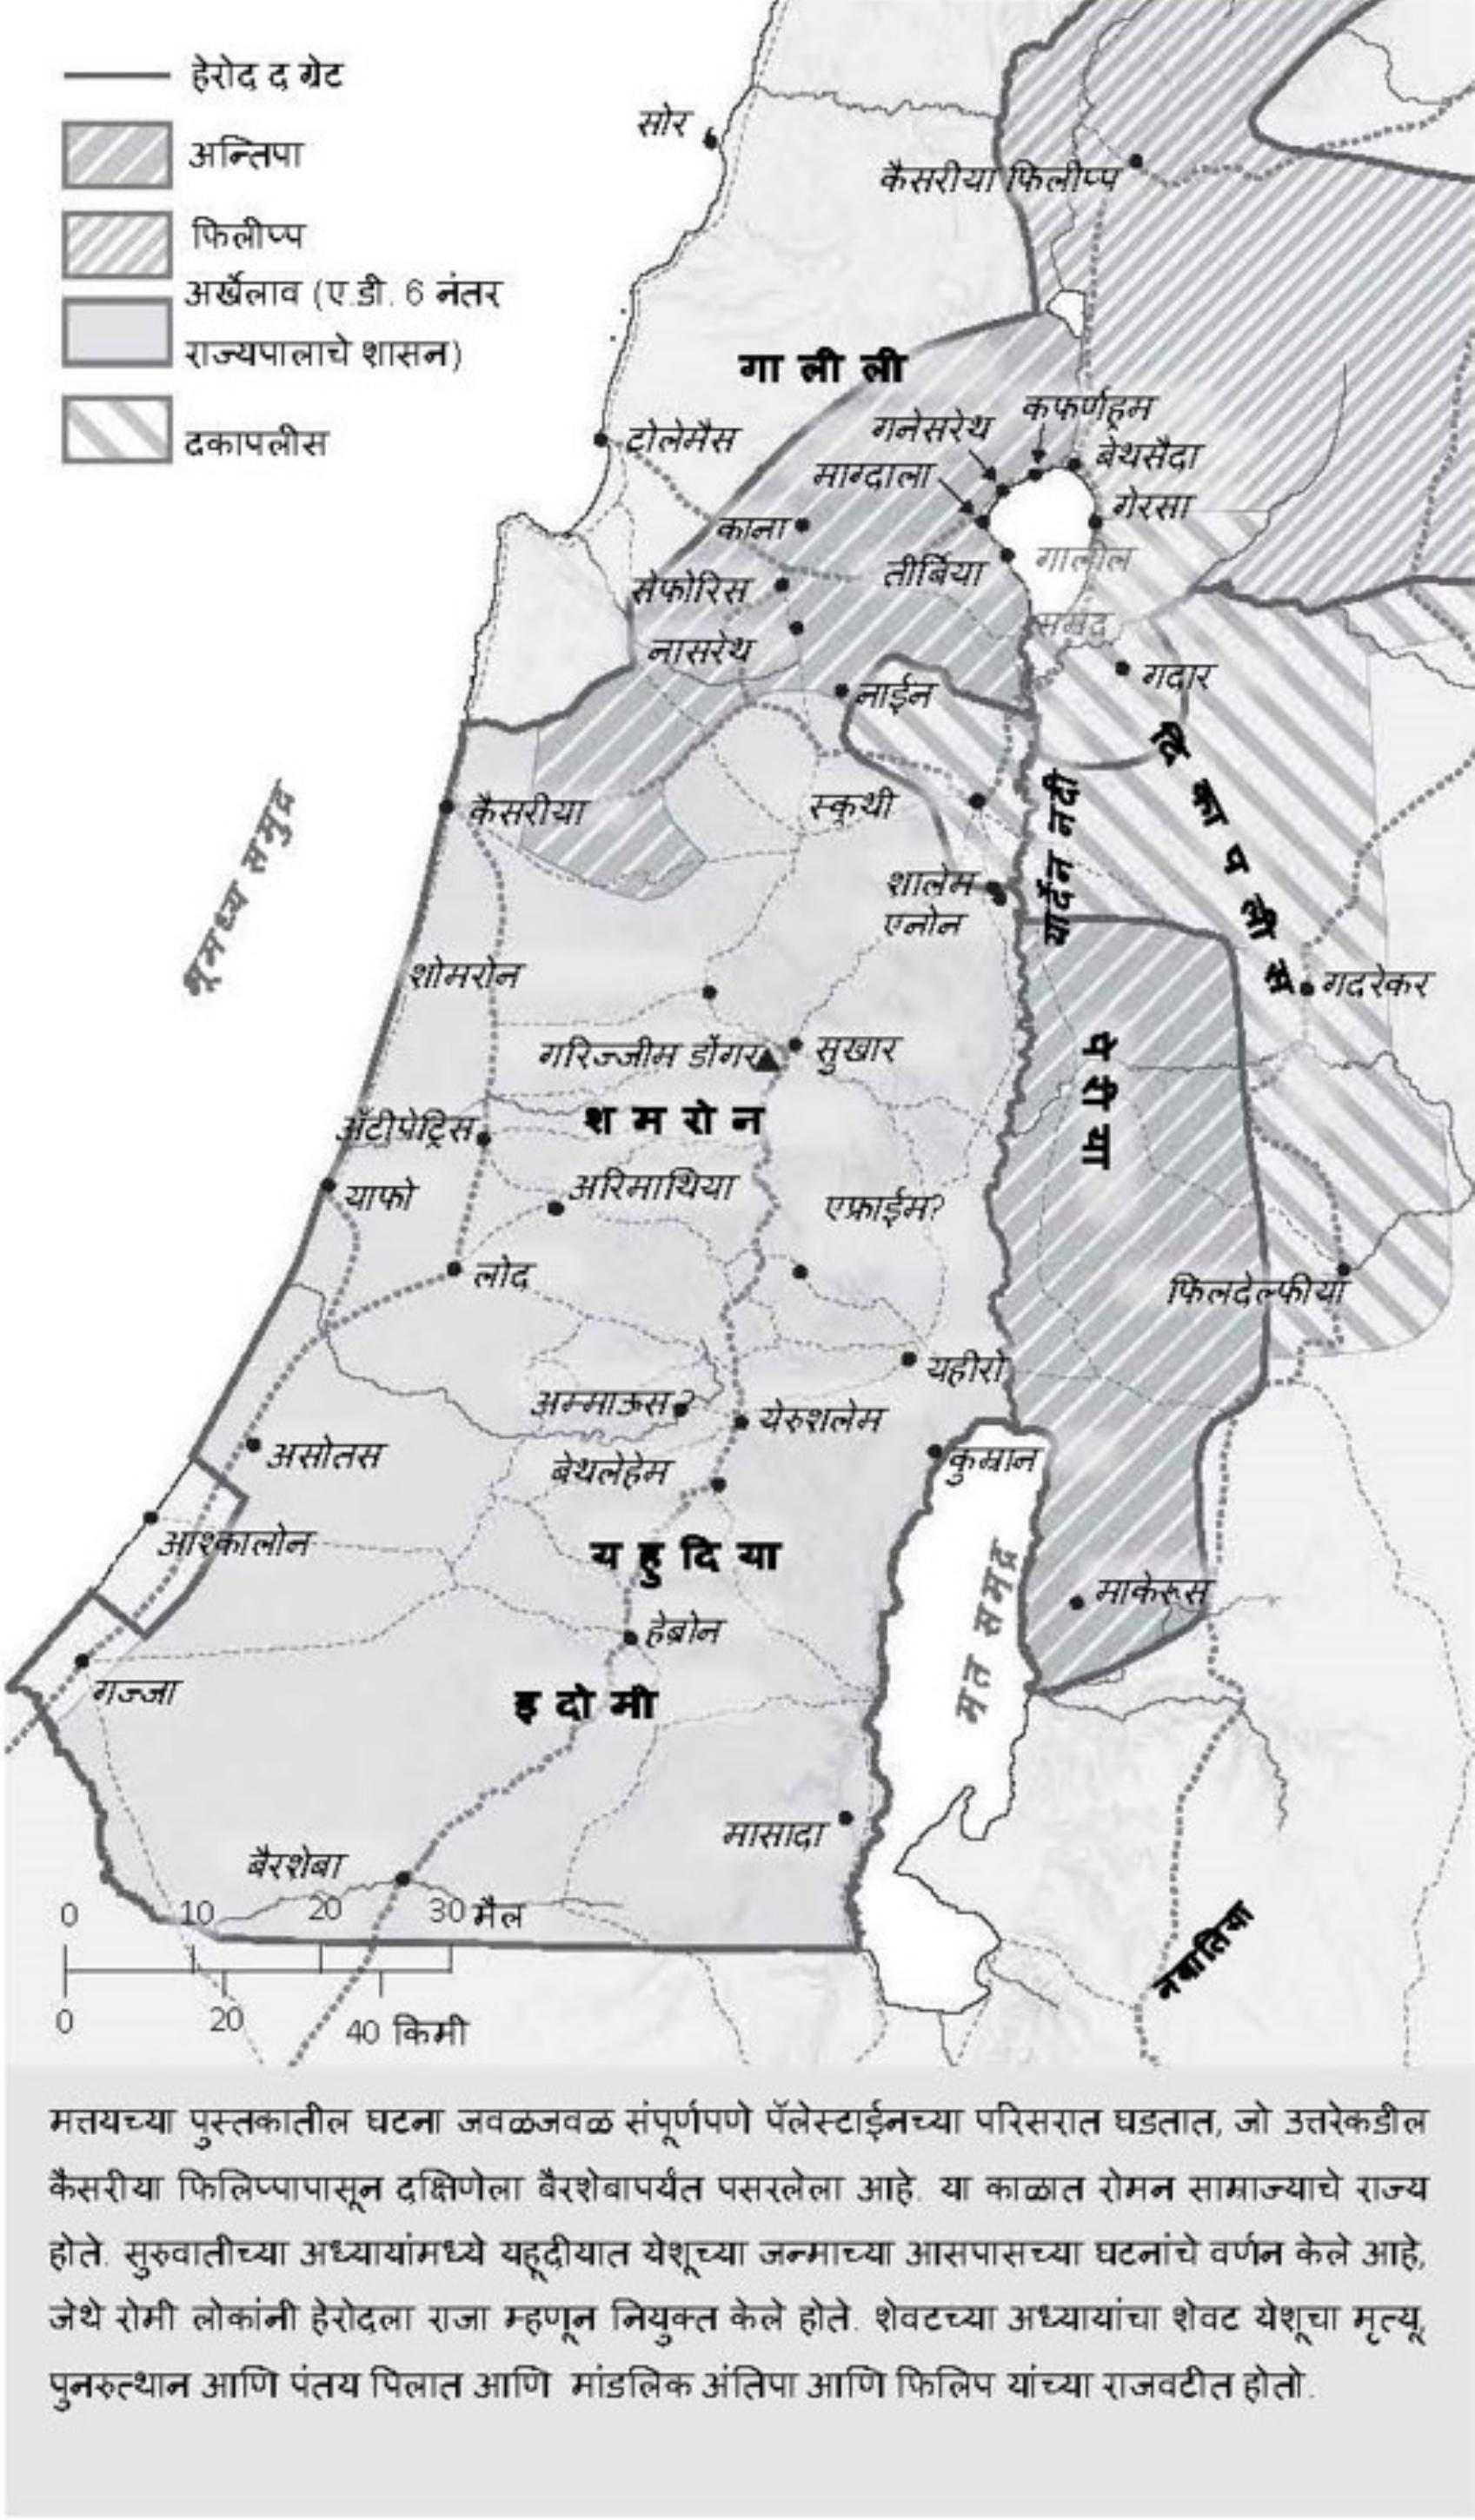 हेरोद द ग्रेट
अन्तिपा
फिलीप्प
अर्खेलाव (ए.डी. 6 नंतर
राज्यपालाचे शासन)
दकापलीस
सोर
कैसरीया फिलीप्प
गा ली ली
कफर्णहूम
गनेसरेथ
बेथसैदा
टोलेमैस
माग्दाला
गेरसा
काना
गालील
तीर्बिया
सेफोरिस
समुद्र
नासरेथ
गदार
नाईन
दि का प ली स
भूमध्य समुद्र
कैसरीया
स्कूथी
यार्देन नदी
शालेम
एनोन
शोमरोन
गदरेकर
गरिज्जीम डोंगर
सुखार
पे री या
श म रो न
अँटीप्रेट्रिस
याफो
अरिमाथिया
एफ्राईम?
लोद
फिलदेल्फीया
यहीरो
अम्माऊस?
येरुशलेम
असोतस
बेथलेहेम
कुम्रान
आश्कालोन
य हु दि या
मृत समुद्र
माकेरूस
हेब्रोन
गज्जा
इ दो मी
मासादा
बैरशेबा
0 10 20 30 मैल
0 20 40 किमी
नबातिया
मत्तयच्या पुस्तकातील घटना जवळजवळ संपूर्णपणे पॅलेस्टाईनच्या परिसरात घडतात, जो उत्तरेकडील
कैसरीया फिलिप्पापासून दक्षिणेला बैरशेबापर्यंत पसरलेला आहे. या काळात रोमन साम्राज्याचे राज्य
होते. सुरुवातीच्या अध्यायांमध्ये यहूदीयात येशूच्या जन्माच्या आसपासच्या घटनांचे वर्णन केले आहे,
जेथे रोमी लोकांनी हेरोदला राजा म्हणून नियुक्त केले होते. शेवटच्या अध्यायांचा शेवट येशूचा मृत्यू,
पुनरुत्थान आणि पंतय पिलात आणि मांडलिक अंतिपा आणि फिलिप यांच्या राजवटीत होतो.